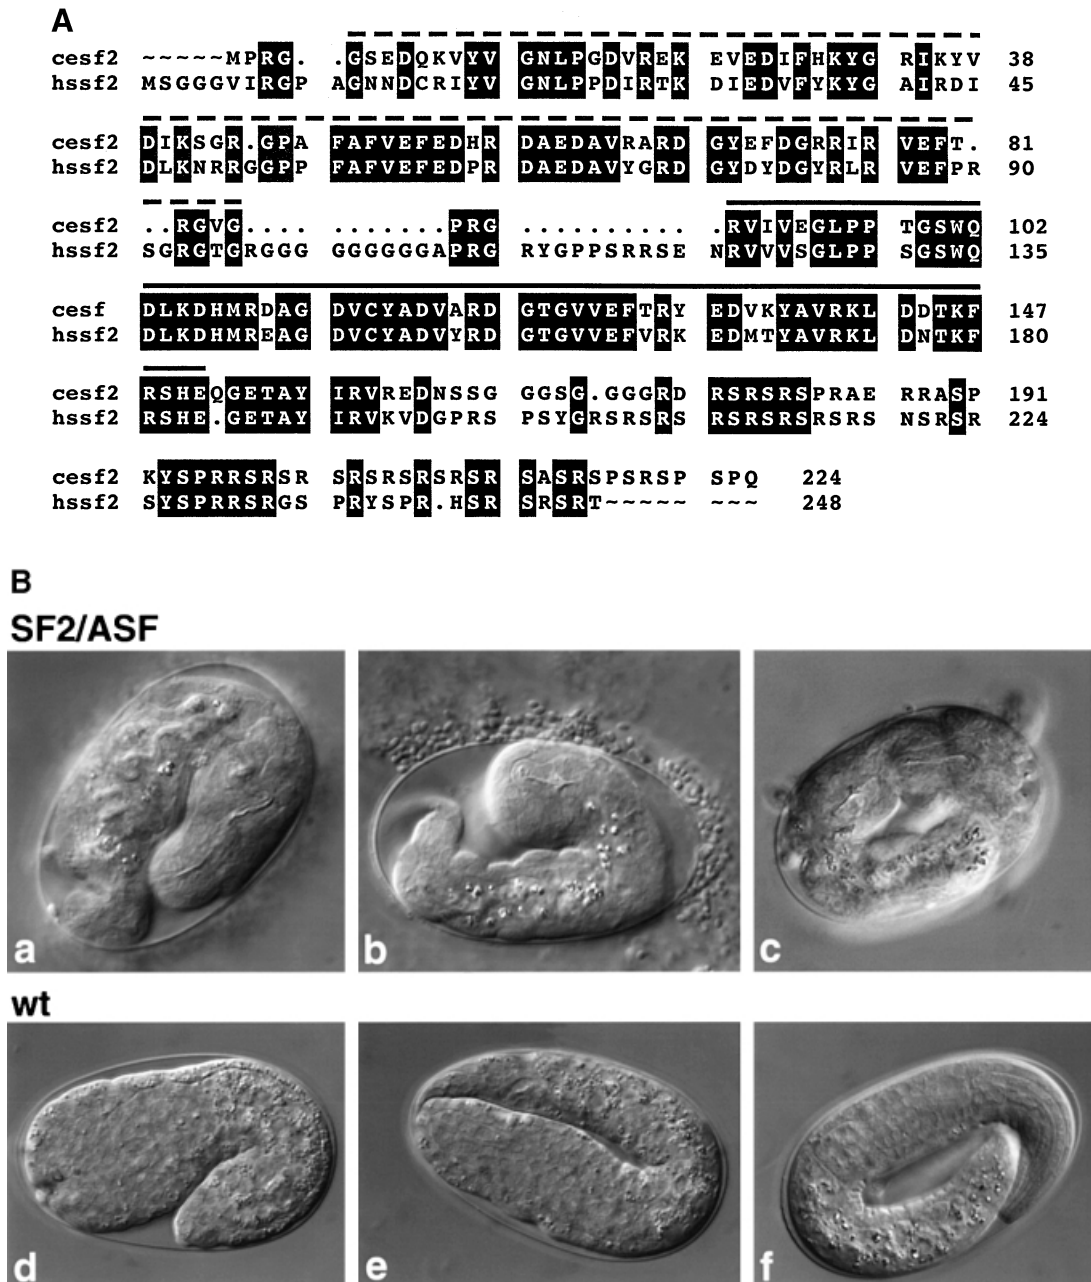 A
cesf2 ~~~~~MPRG. .GSEDQKVYV GNLPGDVREK EVEDIFHKYG RIKYV 38
hssf2 MSGGGVIRGP AGNNDCRIYV GNLPPDIRTK DIEDVFYKYG AIRDI 45
cesf2 DIKSGR.GPA FAFVEFEDHR DAEDAVRARD GYEFDGRRIR VEFT. 81
hssf2 DLKNRRGGPP FAFVEFEDPR DAEDAVYGRD GYDYDGYRLR VEFPR 90
cesf2 ..RGVG.... .......PRG .......... .RVIVEGLPP TGSWQ 102
hssf2 SGRGTGRGGG GGGGGGAPRG RYGPPSRRSE NRVVVSGLPP SGSWQ 135
cesf DLKDHMRDAG DVCYADVARD GTGVVEFTRY EDVKYAVRKL DDTKF 147
hssf2 DLKDHMREAG DVCYADVYRD GTGVVEFVRK EDMTYAVRKL DNTKF 180
cesf2 RSHEQGETAY IRVREDNSSG GGSG.GGGRD RSRSRSPRAE RRASP 191
hssf2 RSHE.GETAY IRVKVDGPRS PSYGRSRSRS RSRSRSRSRS NSRSR 224
cesf2 KYSPRRSRSR SRSRSRSRSR SASRSPSRSP SPQ 224
hssf2 SYSPRRSRGS PRYSPR.HSR SRSRT~~~~~ ~~~ 248
B
SF2/ASF
a b c
wt
d e f